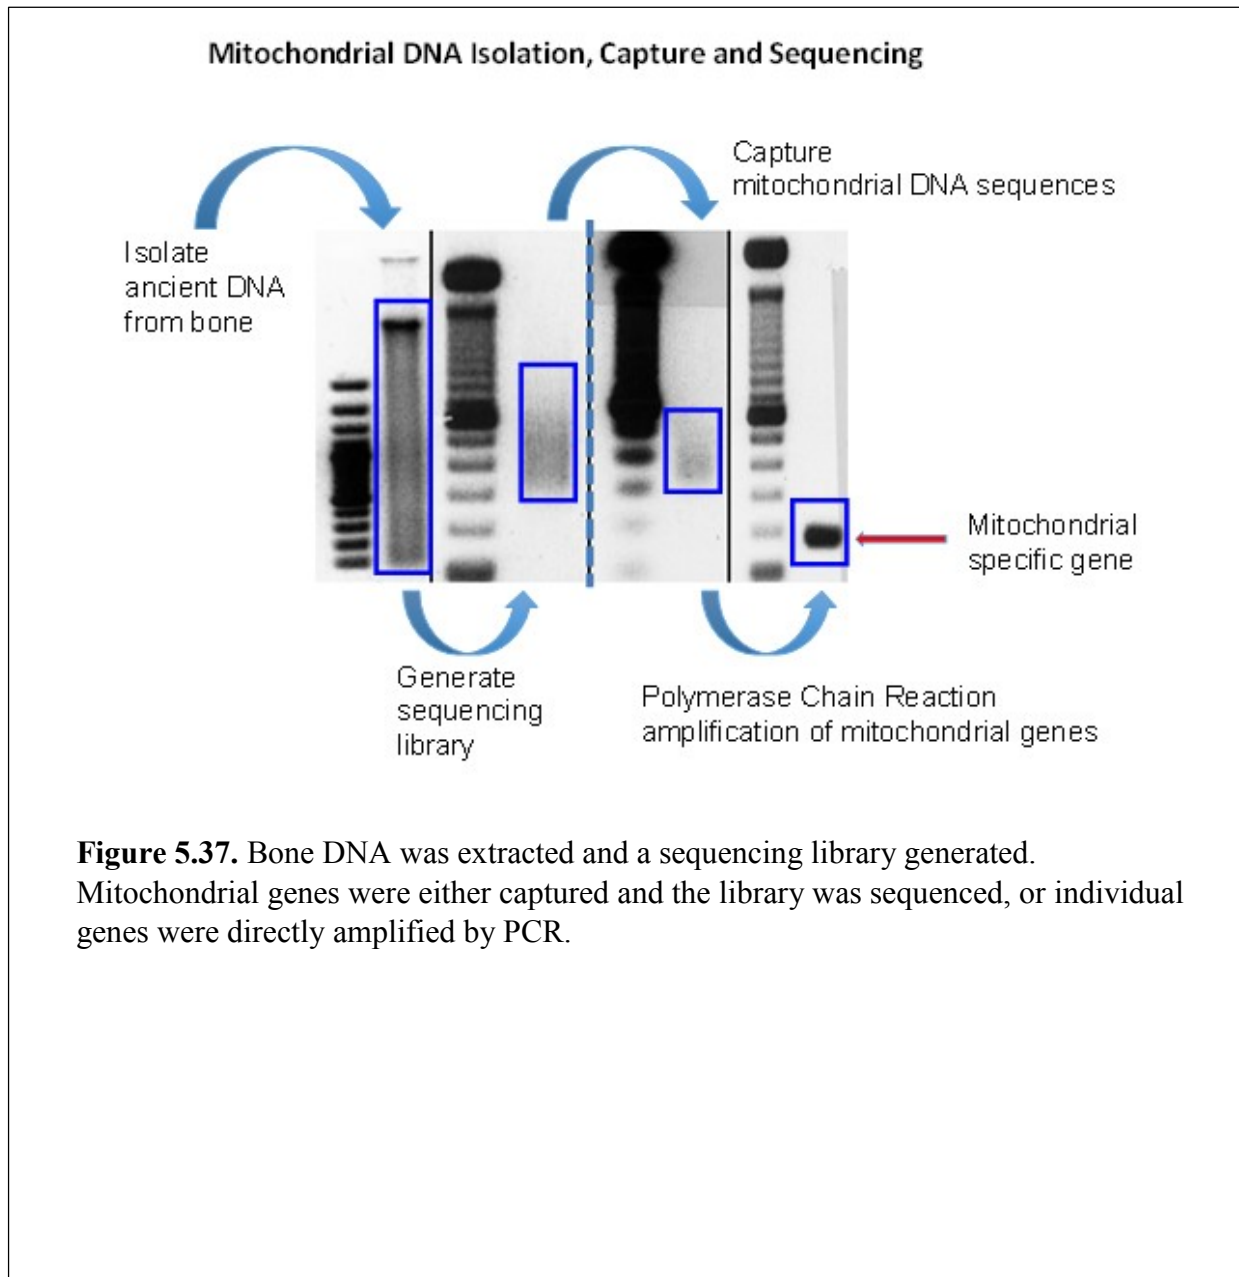 Mitochondrial DNA Isolation, Capture and Sequencing
Capture
mitochondrial DNA sequences
Isolate
ancient DNA
from bone
Mitochondrial
specific gene
Generate
sequencing
library
Polymerase Chain Reaction
amplification of mitochondrial genes
Figure 5.37. Bone DNA was extracted and a sequencing library generated.
Mitochondrial genes were either captured and the library was sequenced, or individual
genes were directly amplified by PCR.